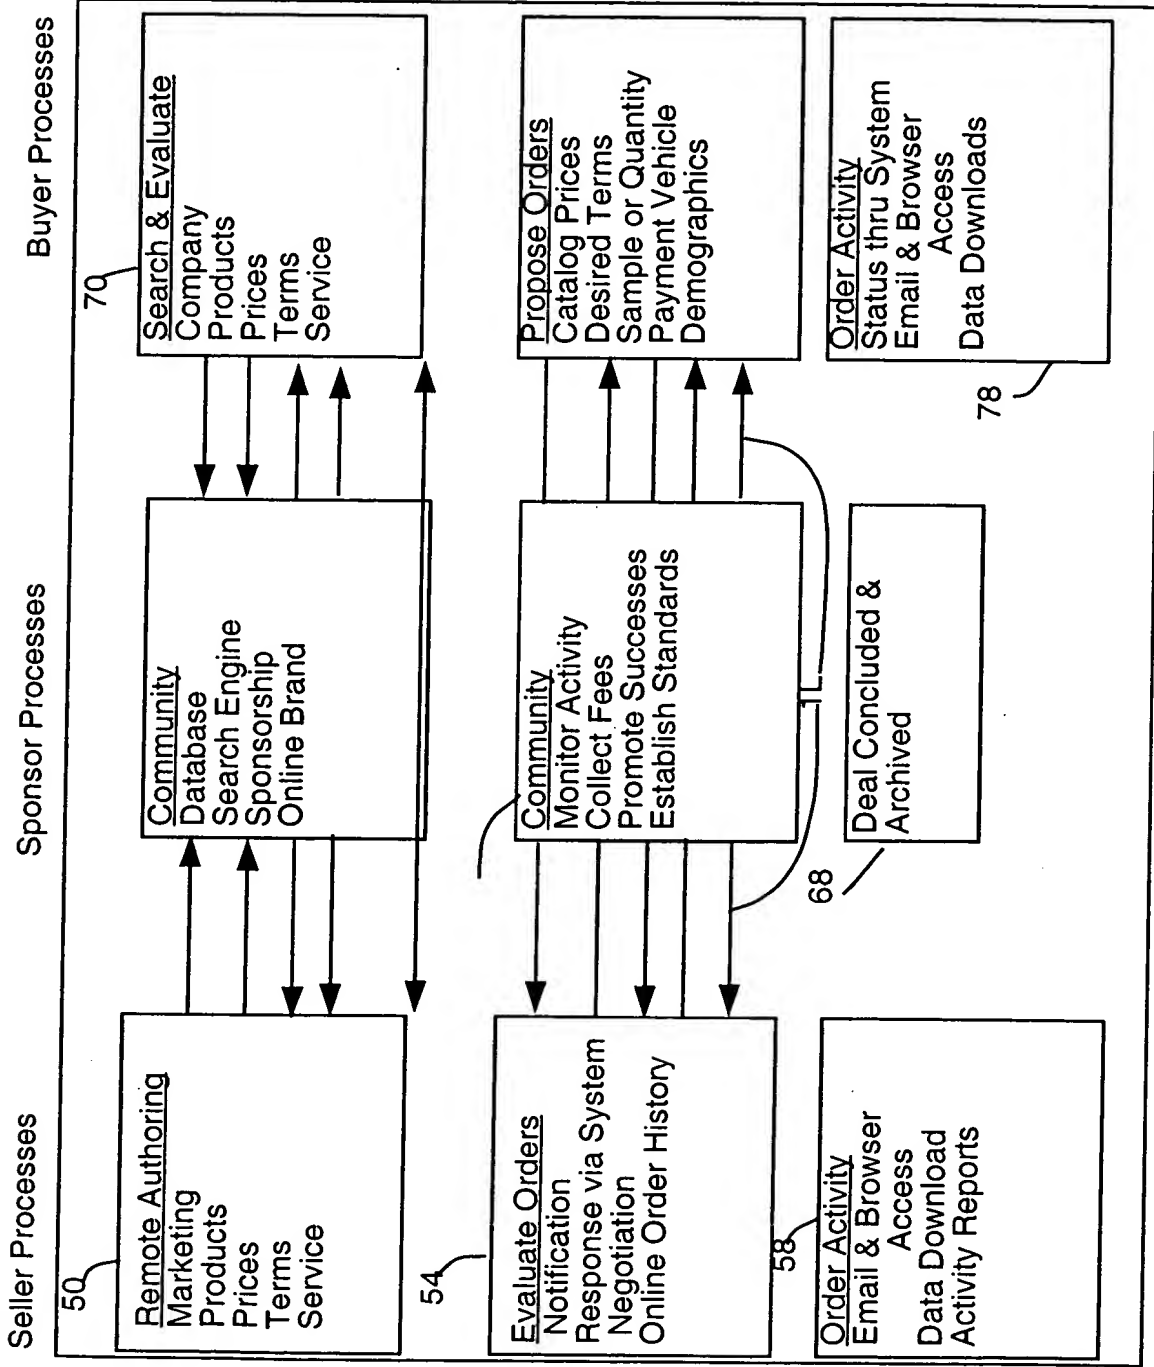 Seller Processes
Sponsor Processes
Buyer Processes
50
Remote Authoring
Marketing
Products
Prices
Terms
Service
Community
Database
Search Engine
Sponsorship
Online Brand
70
Search & Evaluate
Company
Products
Prices
Terms
Service
54
Evaluate Orders
Notification
Response via System
Negotiation
Online Order History
Community
Monitor Activity
Collect Fees
Promote Successes
Establish Standards
Propose Orders
Catalog Prices
Desired Terms
Sample or Quantity
Payment Vehicle
Demographics
58
Order Activity
Email & Browser
Access
Data Download
Activity Reports
68
Deal Concluded &
Archived
78
Order Activity
Status thru System
Email & Browser
Access
Data Downloads